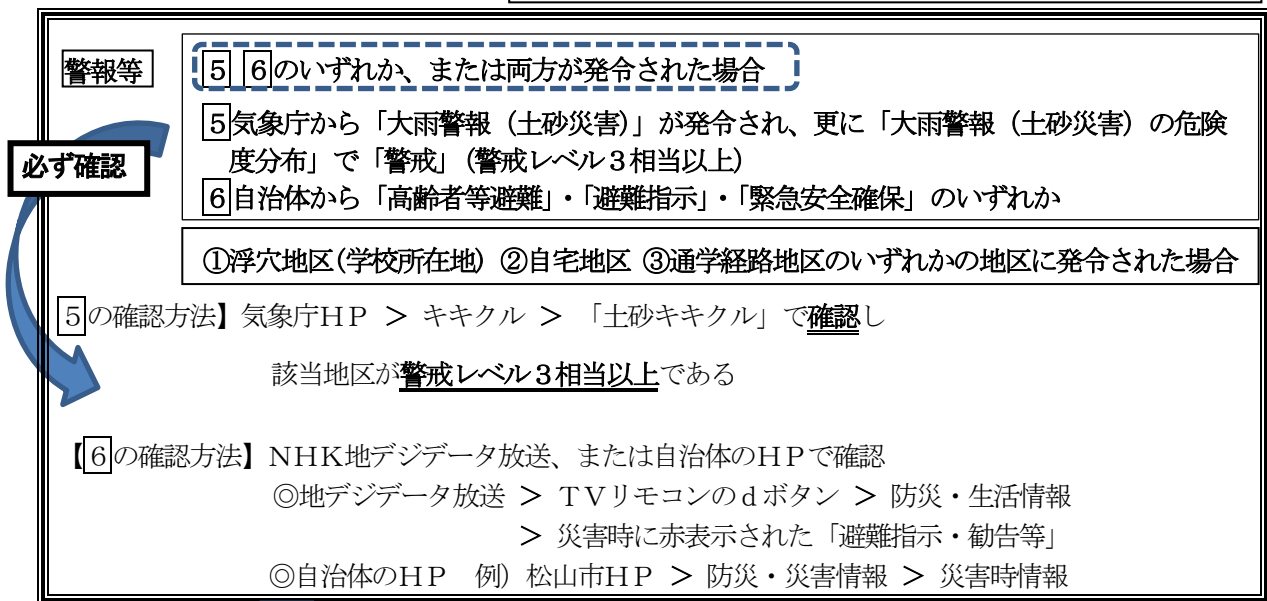 警報等
5 6のいずれか、または両方が発令された場合
5気象庁から「大雨警報（土砂災害）」が発令され、更に「大雨警報（土砂災害）の危険
度分布」で「警戒」（警戒レベル３相当以上）
6自治体から「高齢者等避難」・「避難指示」・「緊急安全確保」のいずれか
必ず確認
①浮穴地区（学校所在地）②自宅地区 ③通学経路地区のいずれかの地区に発令された場合
5の確認方法】気象庁ＨＰ ＞ キキクル ＞ 「土砂キキクル」で確認し
該当地区が警戒レベル３相当以上である
【6の確認方法】ＮＨＫ地デジデータ放送、または自治体のＨＰで確認
◎地デジデータ放送 ＞ ＴＶリモコンのｄボタン ＞ 防災・生活情報
＞ 災害時に赤表示された「避難指示・勧告等」
◎自治体のＨＰ 例）松山市ＨＰ ＞ 防災・災害情報 ＞ 災害時情報